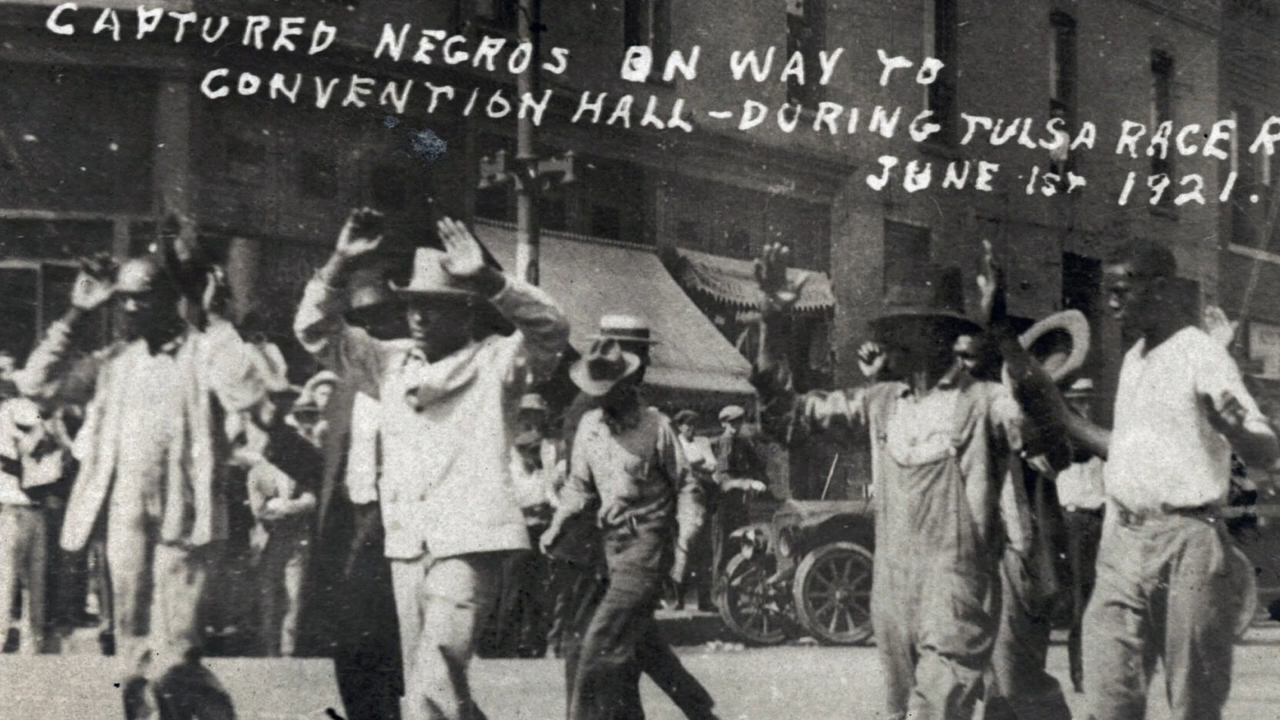 CAPTURED NEGROS ON WAY TO
CONVENTION HALL - DURING TULSA RACE R
JUNE 1ST 1921.